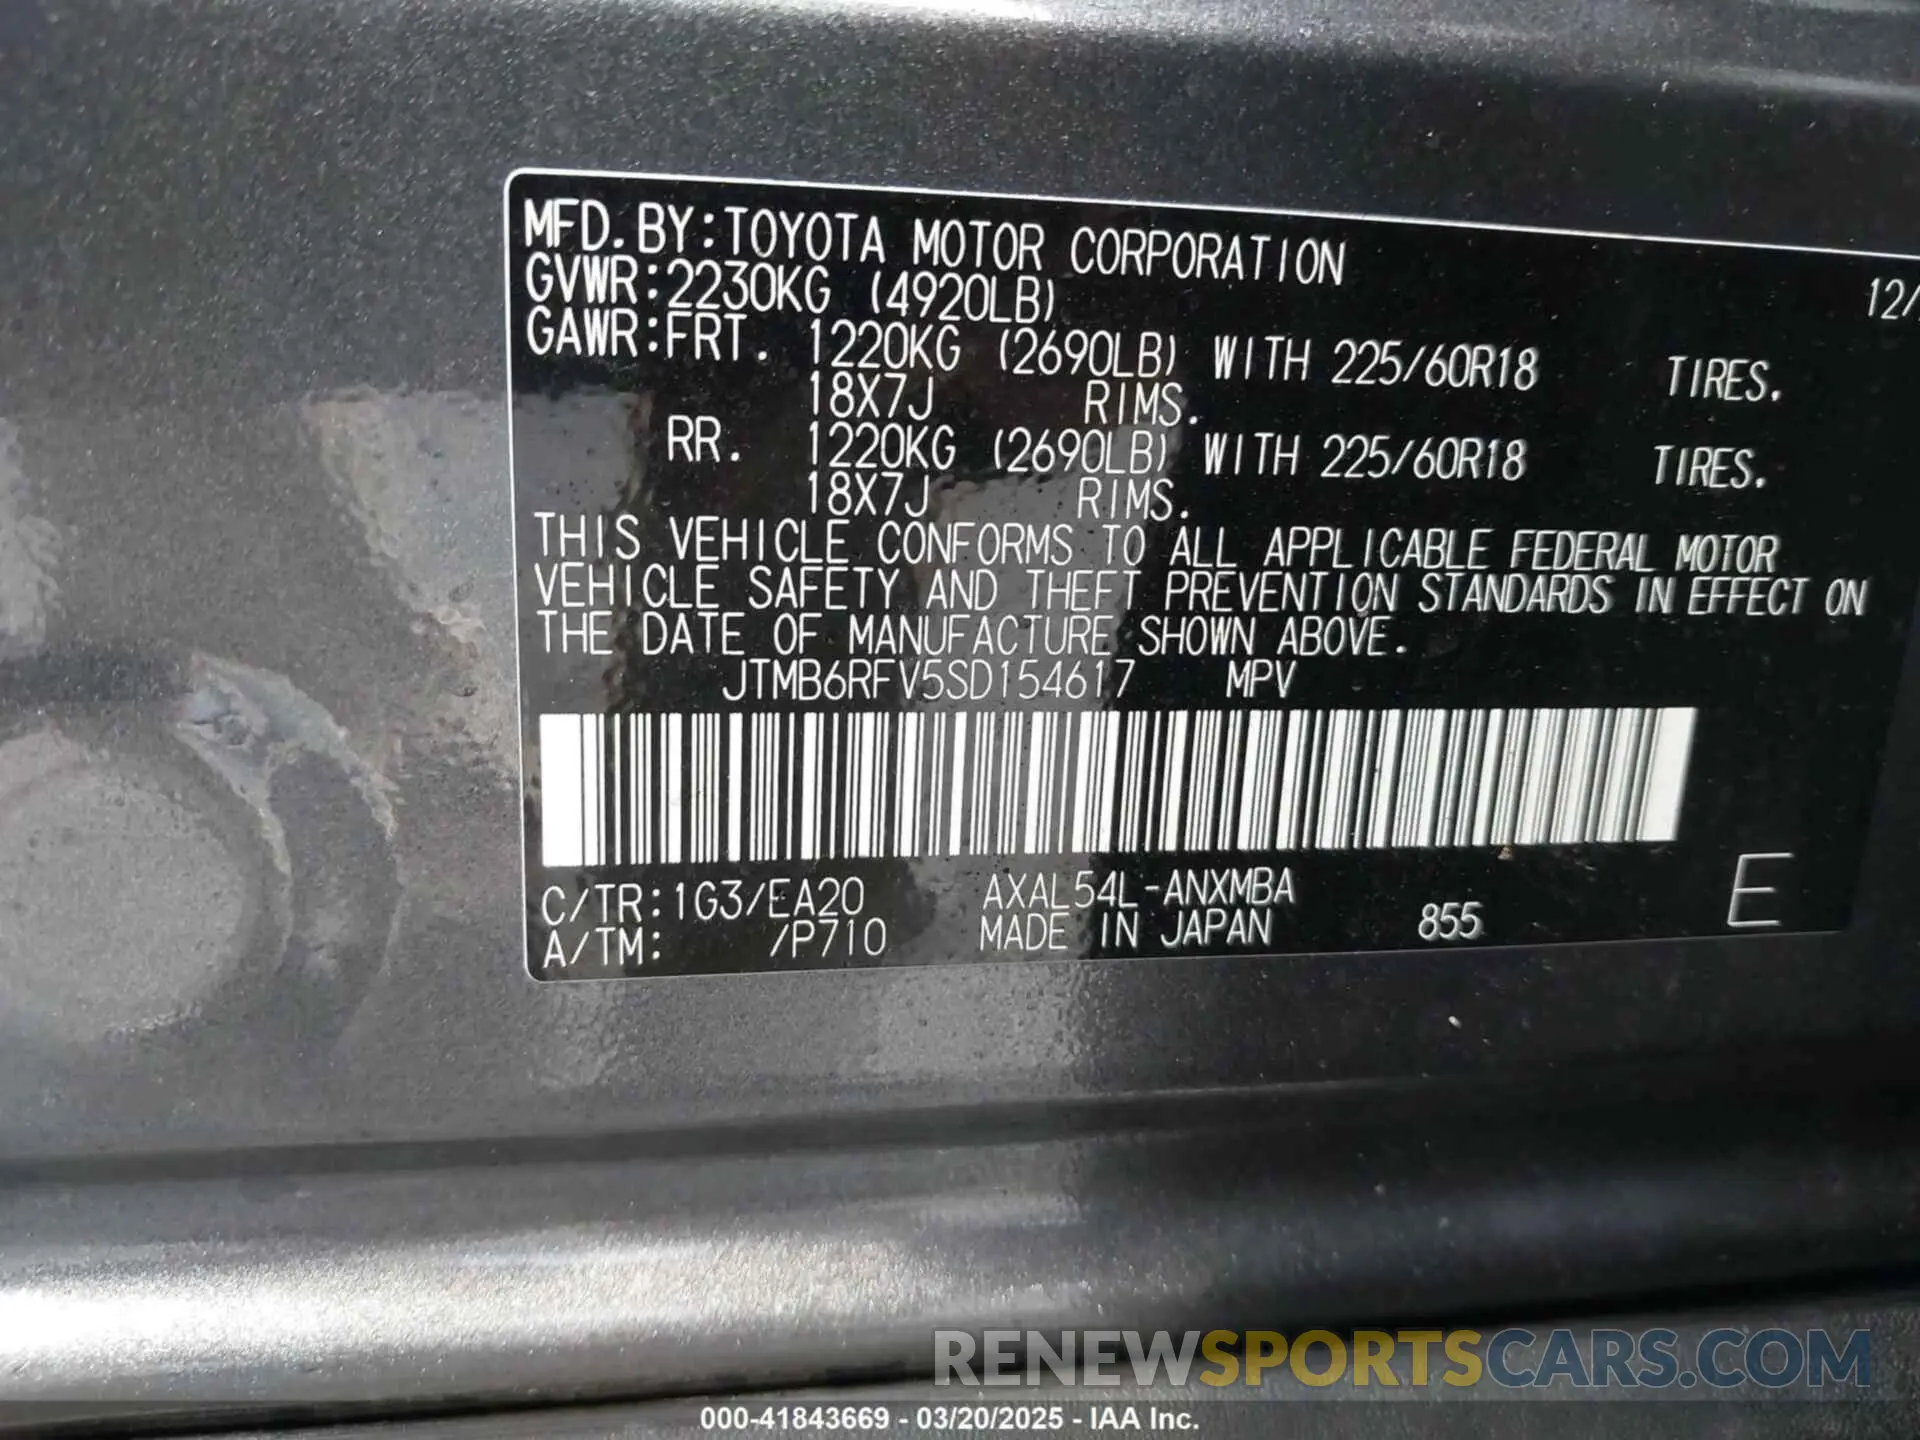 MFD.BY:TOYOTA MOTOR CORPORATION
GVWR:2230KG (4920LB) 12/
GAWR:FRT. 1220KG (2690LB) WITH 225/60R18 TIRES.
18X7J RIMS.
RR. 1220KG (2690LB) WITH 225/60R18 TIRES.
18X7J RIMS.
THIS VEHICLE CONFORMS TO ALL APPLICABLE FEDERAL MOTOR
VEHICLE SAFETY AND THEFT PREVENTION STANDARDS IN EFFECT ON
THE DATE OF MANUFACTURE SHOWN ABOVE.
JTMB6RFV5SD154617 MPV
C/TR:1G3/EA20 AXAL54L-ANXMBA
A/TM: /P710 MADE IN JAPAN 855 E
RENEWSPORTSCARS.COM
000-41843669 - 03/20/2025 - IAA Inc.